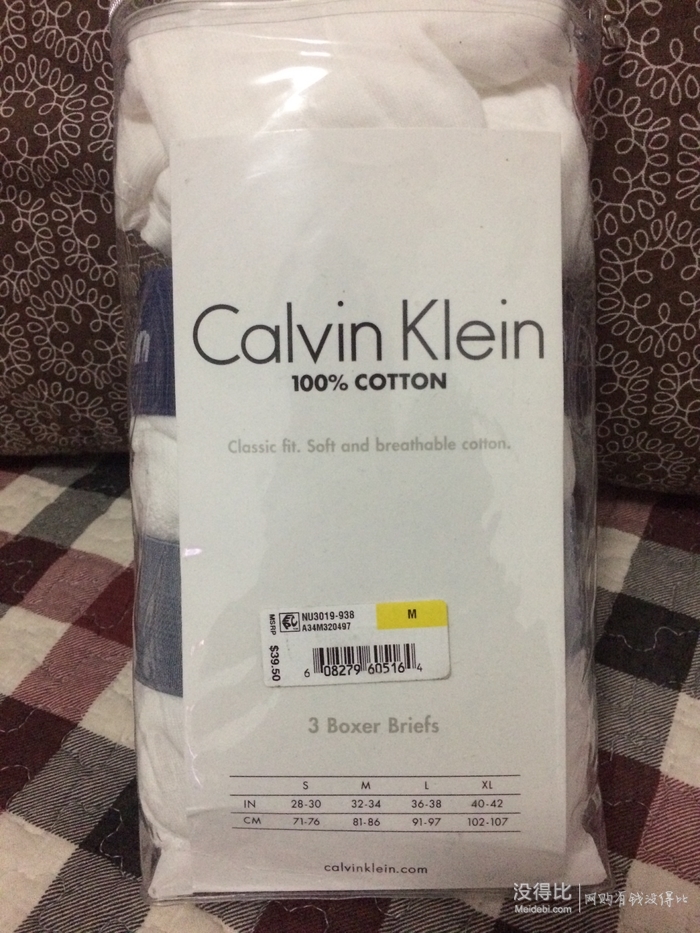 Calvin Klein
100% COTTON
Classic fit. Soft and breathable cotton.
NU3019-938
A34M320497
M
MSRP $39.50
6 08279 60516 4
3 Boxer Briefs
S M L XL
IN 28-30 32-34 36-38 40-42
CM 71-76 81-86 91-97 102-107
calvinklein.com
没得比 网购有钱没得比
Meidebi.com